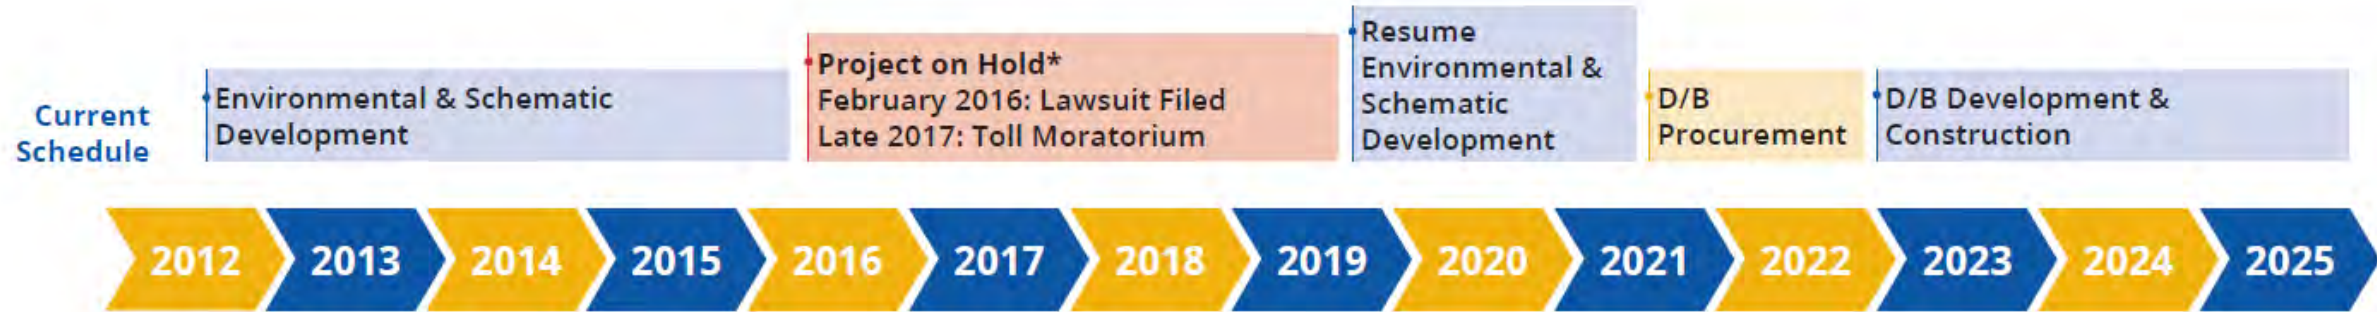 Current
Schedule
Environmental & Schematic
Development
Project on Hold*
February 2016: Lawsuit Filed
Late 2017: Toll Moratorium
Resume
Environmental &
Schematic
Development
D/B
Procurement
D/B Development &
Construction
2012 2013 2014 2015 2016 2017 2018 2019 2020 2021 2022 2023 2024 2025